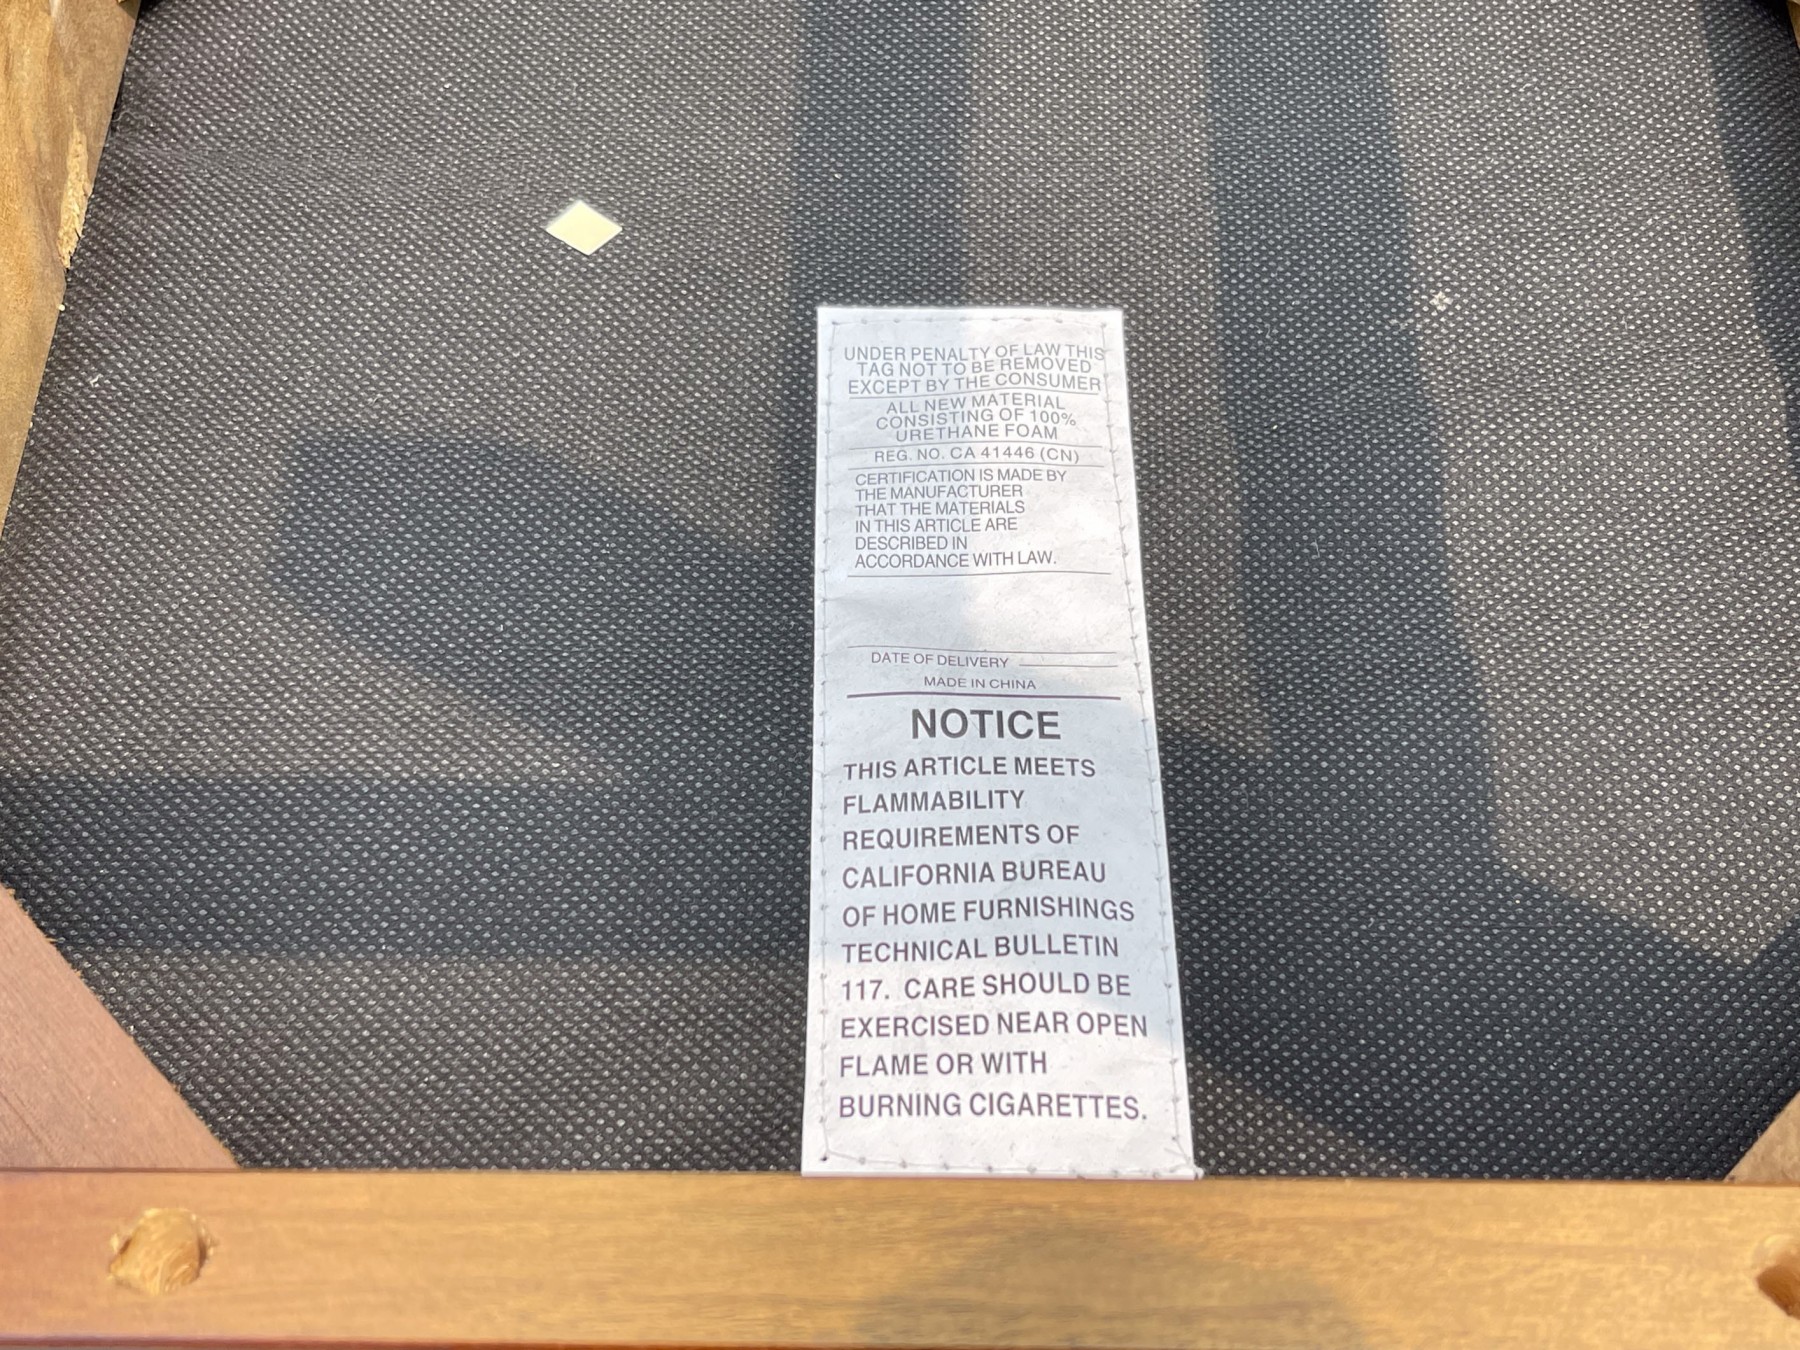 UNDER PENALTY OF LAW THIS
TAG NOT TO BE REMOVED
EXCEPT BY THE CONSUMER
ALL NEW MATERIAL
CONSISTING OF 100%
URETHANE FOAM
REG. NO. CA 41446 (CN)
CERTIFICATION IS MADE BY
THE MANUFACTURER
THAT THE MATERIALS
IN THIS ARTICLE ARE
DESCRIBED IN
ACCORDANCE WITH LAW.
DATE OF DELIVERY
MADE IN CHINA
NOTICE
THIS ARTICLE MEETS
FLAMMABILITY
REQUIREMENTS OF
CALIFORNIA BUREAU
OF HOME FURNISHINGS
TECHNICAL BULLETIN
117. CARE SHOULD BE
EXERCISED NEAR OPEN
FLAME OR WITH
BURNING CIGARETTES.